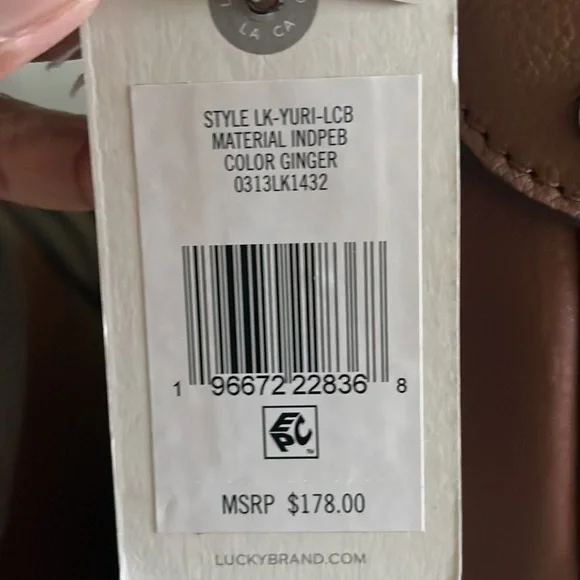 LA CA
STYLE LK-YURI-LCB
MATERIAL INDPEB
COLOR GINGER
0313LK1432
1 96672 22836 8
EPC
MSRP $178.00
LUCKYBRAND.COM